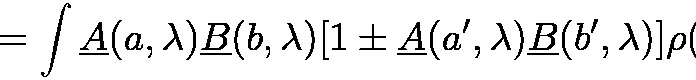 = ∫ A̲(a, λ)B̲(b, λ)[1 ± A̲(a′, λ)B̲(b′, λ)]ρ(